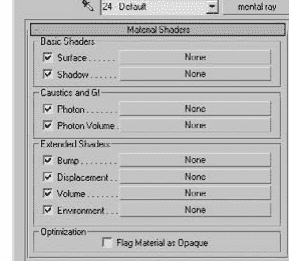 24 - Default mental ray
Material Shaders
Basic Shaders
Surface . . . . . . None
Shadow . . . . . . None
Caustics and GI
Photon . . . . . . . None
Photon Volume . None
Extended Shaders
Bump . . . . . . . . None
Displacement . . None
Volume . . . . . . . None
Environment . . . None
Optimization
Flag Material as Opaque